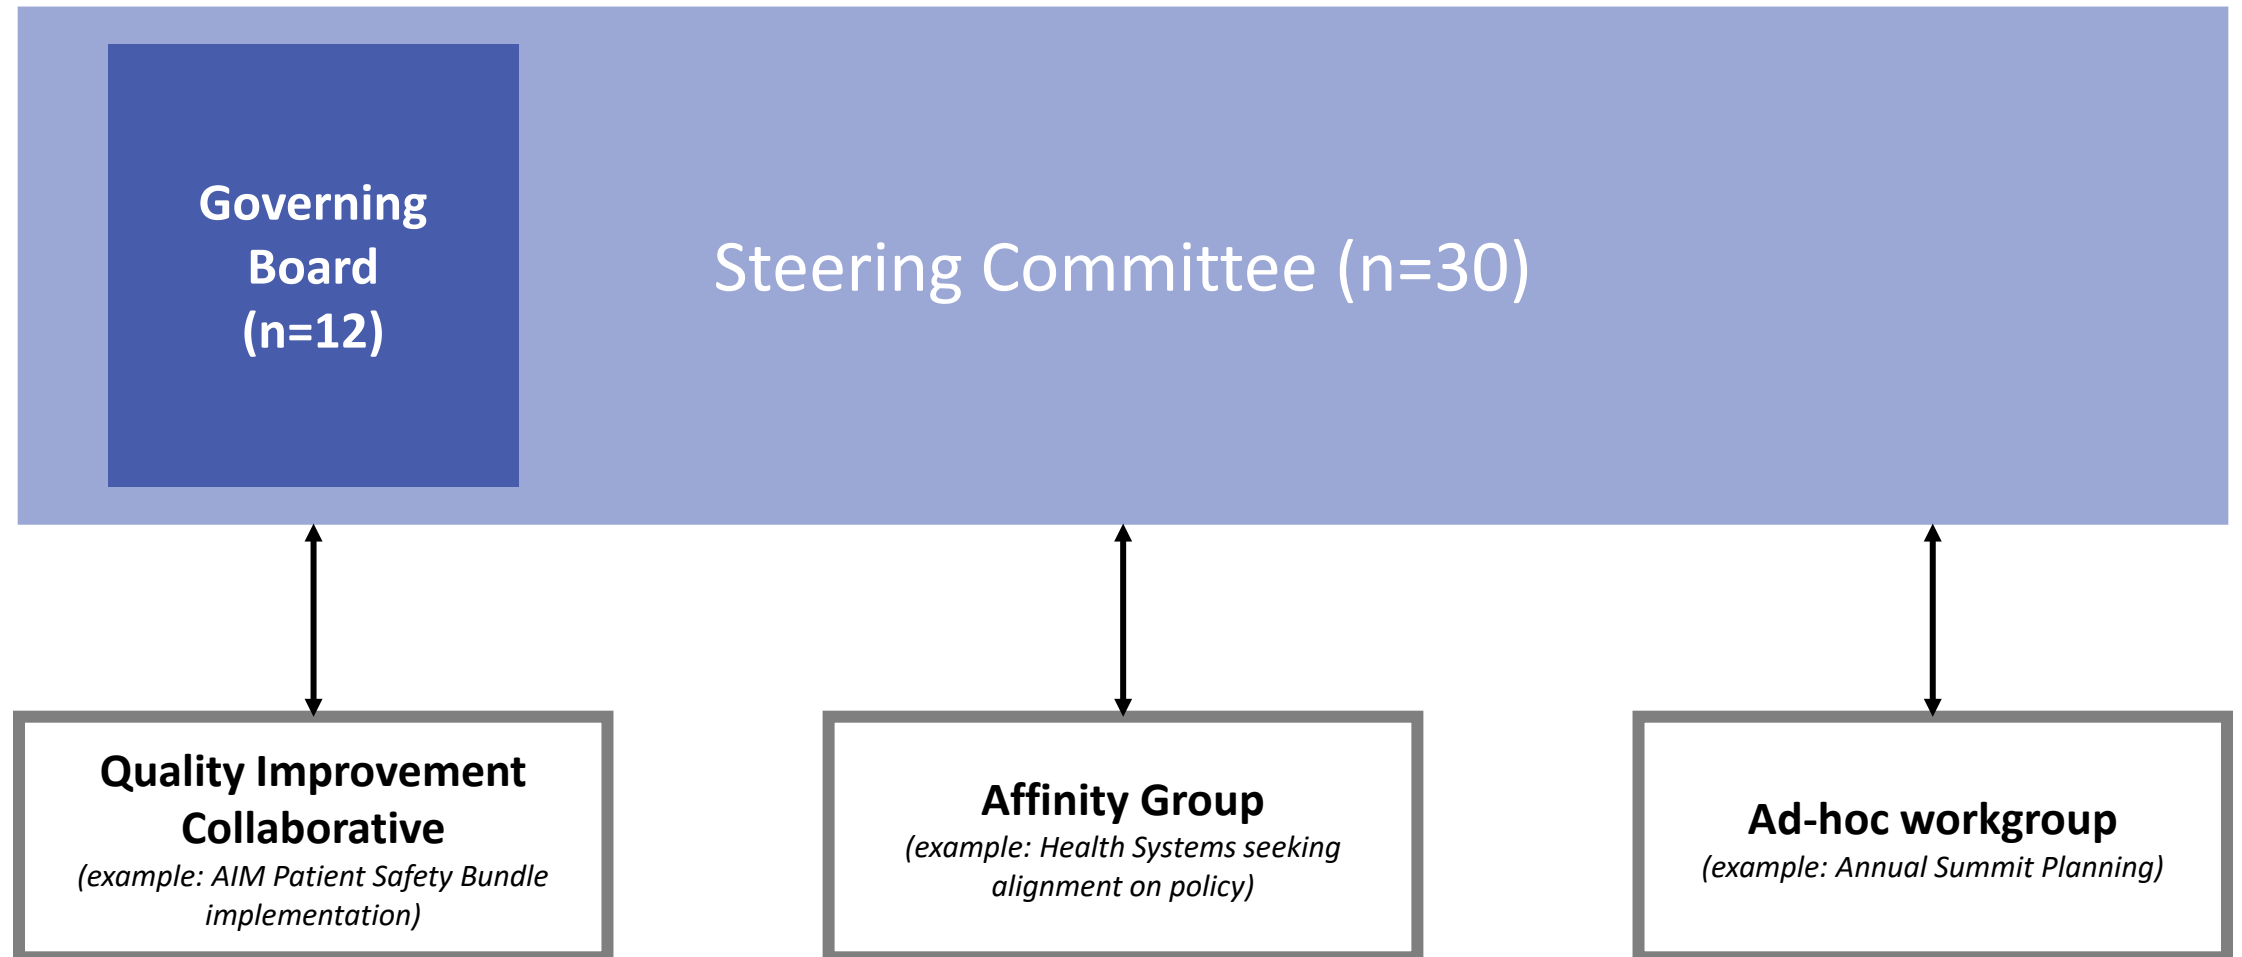 Governing
Board
(n=12)
Steering Committee (n=30)
Quality Improvement
Collaborative
(example: AIM Patient Safety Bundle
implementation)
Affinity Group
(example: Health Systems seeking
alignment on policy)
Ad-hoc workgroup
(example: Annual Summit Planning)